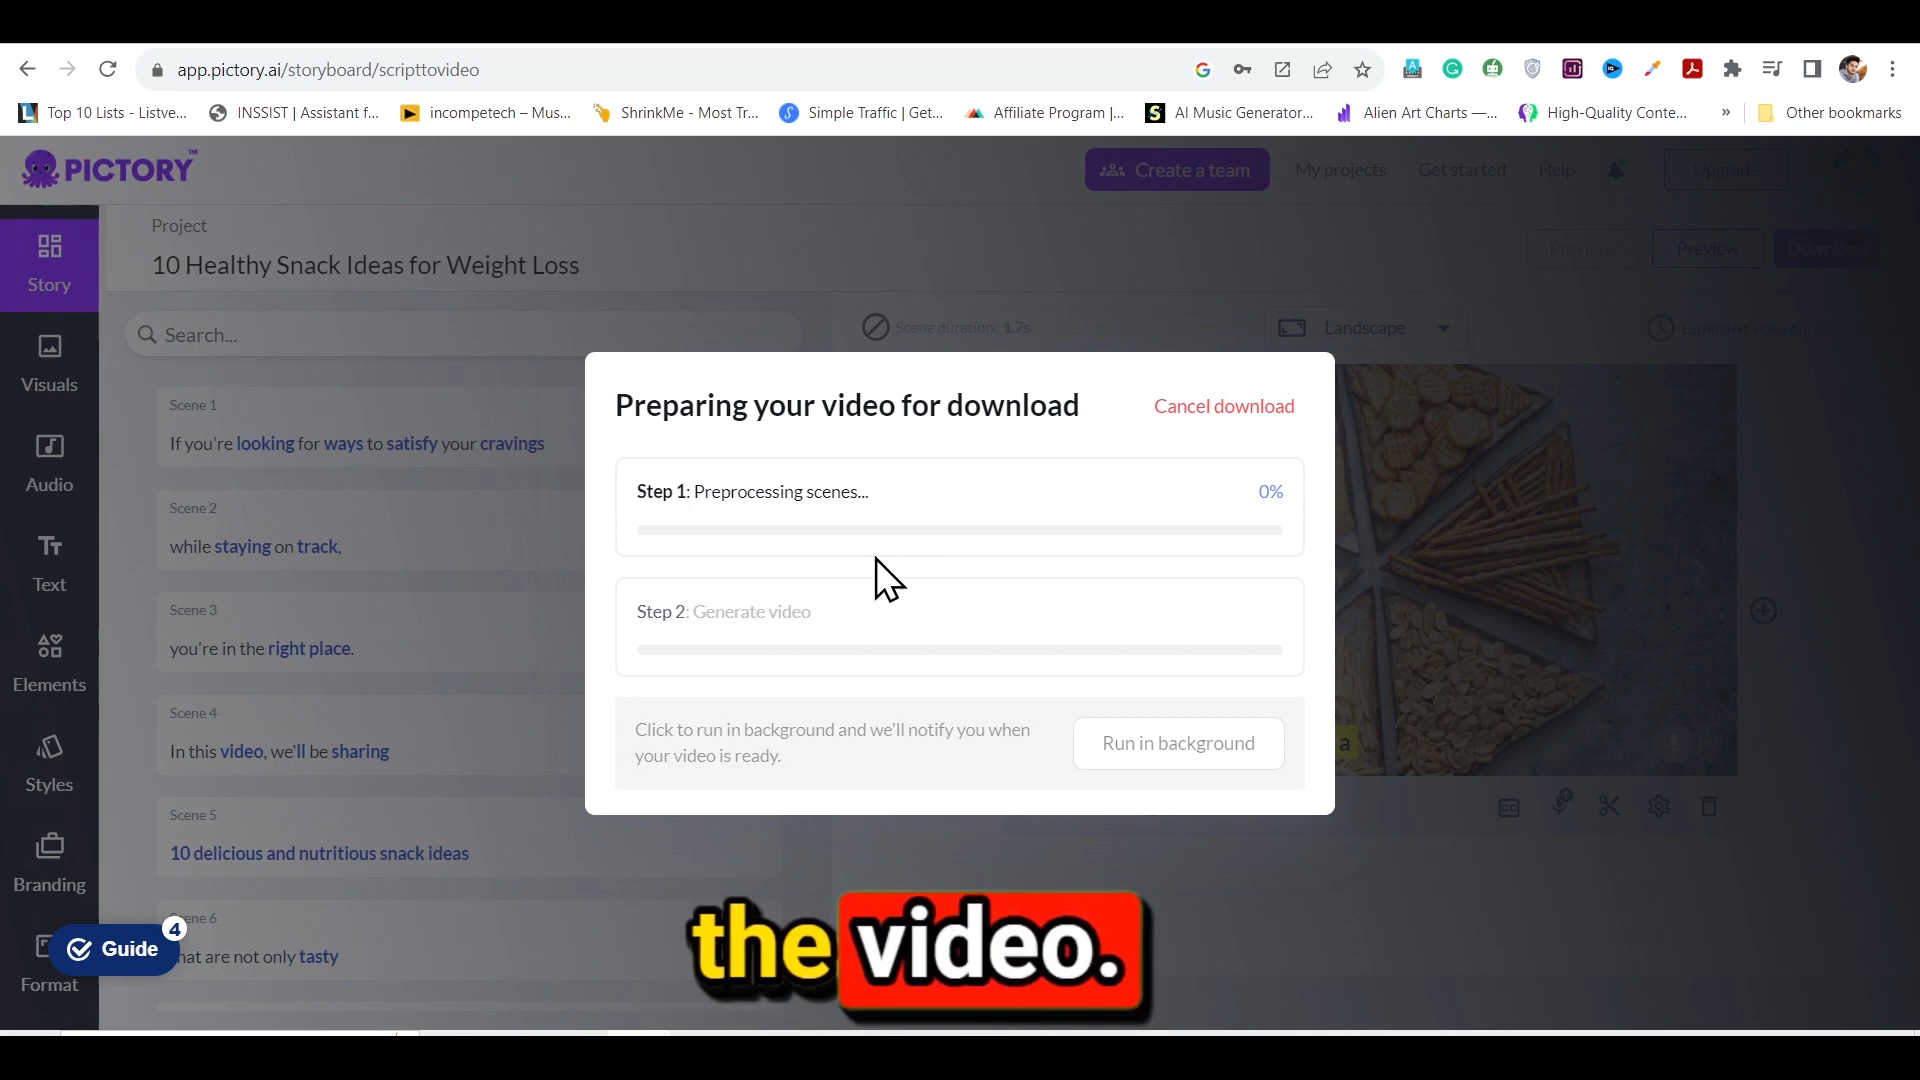 app.pictory.ai/storyboard/scripttovideo
Top 10 Lists - Listve...
INSSIST | Assistant f...
incompetech – Mus...
ShrinkMe - Most Tr...
Simple Traffic | Get...
Affiliate Program |...
AI Music Generator...
Alien Art Charts —...
High-Quality Conte...
»
Other bookmarks
PICTORY™
Create a team
My projects
Get started
Help
Upgrade
Project
10 Healthy Snack Ideas for Weight Loss
Previous
Preview
Download
Story
Visuals
Audio
Text
Elements
Styles
Branding
Format
Search...
Scene duration: 1.7s
Landscape
Scene 1
If you're looking for ways to satisfy your cravings
Scene 2
while staying on track,
Scene 3
you're in the right place.
Scene 4
In this video, we'll be sharing
Scene 5
10 delicious and nutritious snack ideas
are not only tasty
Guide
4
Preparing your video for download
Cancel download
Step 1: Preprocessing scenes...
0%
Step 2: Generate video
Click to run in background and we'll notify you when
your video is ready.
Run in background
a
the video.